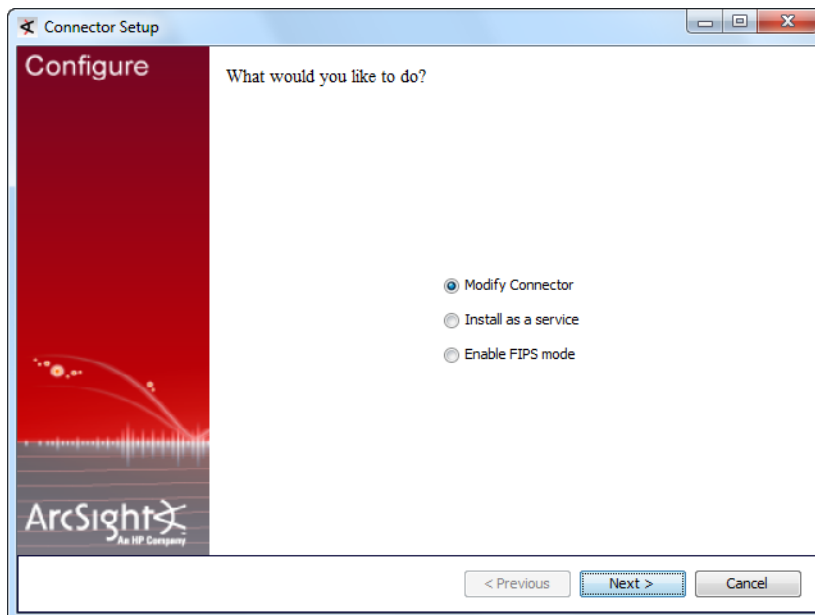 Connector Setup
Configure
What would you like to do?
Modify Connector
Install as a service
Enable FIPS mode
ArcSight
An HP Company
< Previous
Next >
Cancel